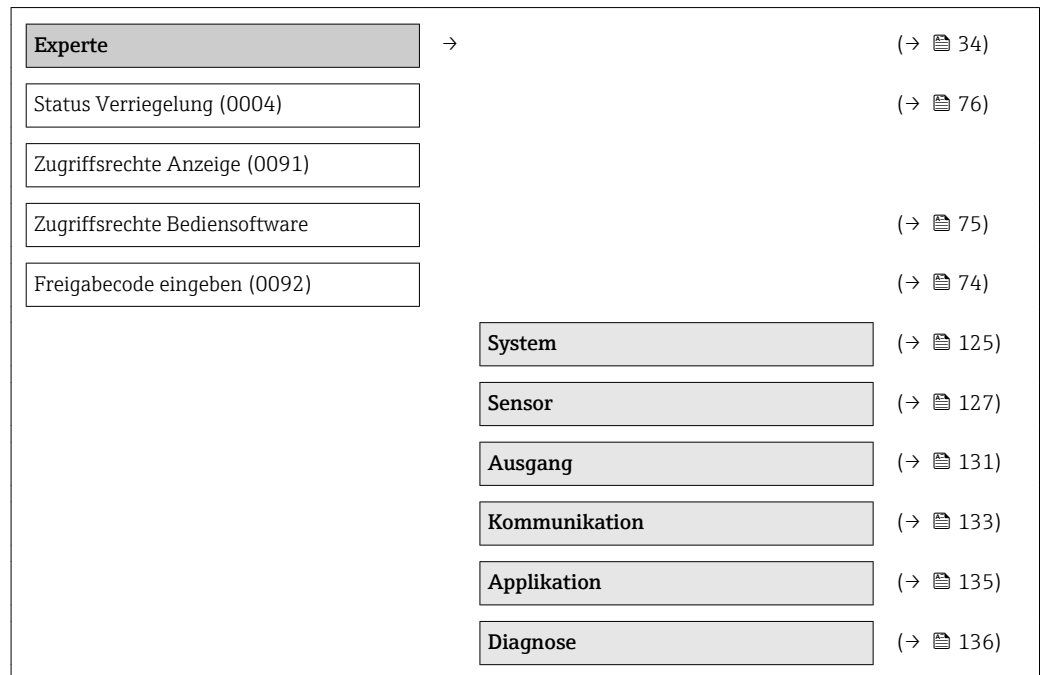 Experte → (→ 🖺 34)
Status Verriegelung (0004) (→ 🖺 76)
Zugriffsrechte Anzeige (0091)
Zugriffsrechte Bediensoftware (→ 🖺 75)
Freigabecode eingeben (0092) (→ 🖺 74)
System (→ 🖺 125)
Sensor (→ 🖺 127)
Ausgang (→ 🖺 131)
Kommunikation (→ 🖺 133)
Applikation (→ 🖺 135)
Diagnose (→ 🖺 136)